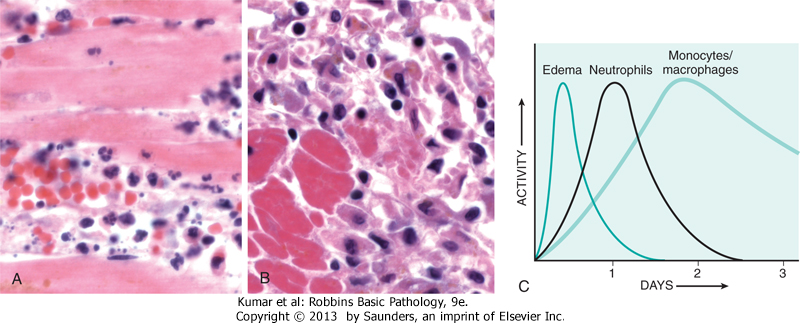 A
B
C
Edema
Neutrophils
Monocytes/
macrophages
ACTIVITY
1
2
3
DAYS
Kumar et al: Robbins Basic Pathology, 9e.
Copyright © 2013 by Saunders, an imprint of Elsevier Inc.